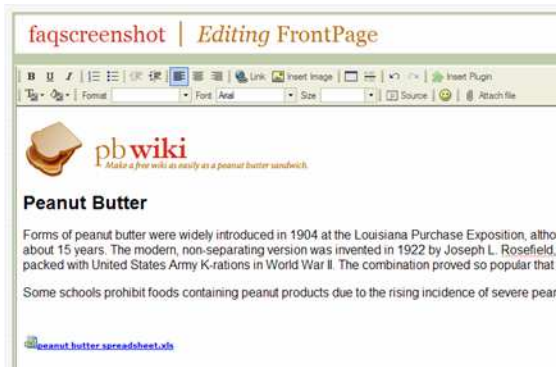 faqscreenshot | Editing FrontPage
B U I Link Insert Image Insert Plugin
Format Font Arial Size Source Attach file
pbwiki
Make a free wiki as easily as a peanut butter sandwich.
Peanut Butter
Forms of peanut butter were widely introduced in 1904 at the Louisiana Purchase Exposition, altho
about 15 years. The modern, non-separating version was invented in 1922 by Joseph L. Rosefield,
packed with United States Army K-rations in World War II. The combination proved so popular that
Some schools prohibit foods containing peanut products due to the rising incidence of severe pear
peanut butter spreadsheet.xls